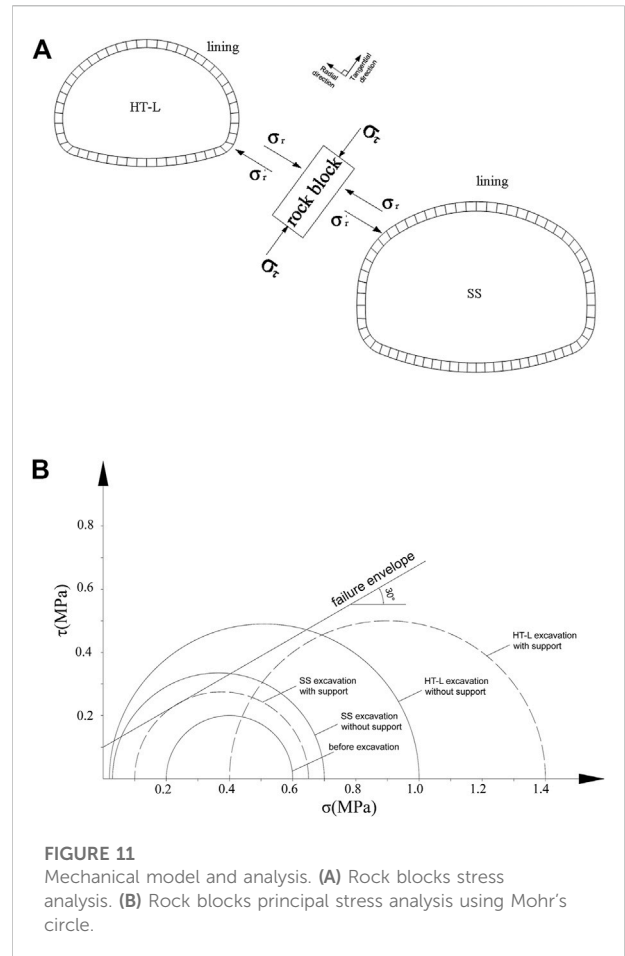 A
lining
HT-L
Radial direction
Tangential direction
σr
στ
σ'r
rock block
σr
σ'r
στ
lining
SS
B
τ(MPa)
0.8
0.6
0.4
0.2
failure envelope
30°
HT-L excavation
with support
SS excavation
with support
HT-L excavation
without support
SS excavation
without support
before excavation
0.2 0.4 0.6 0.8 1.0 1.2 1.4
σ(MPa)
FIGURE 11
Mechanical model and analysis. (A) Rock blocks stress
analysis. (B) Rock blocks principal stress analysis using Mohr's
circle.